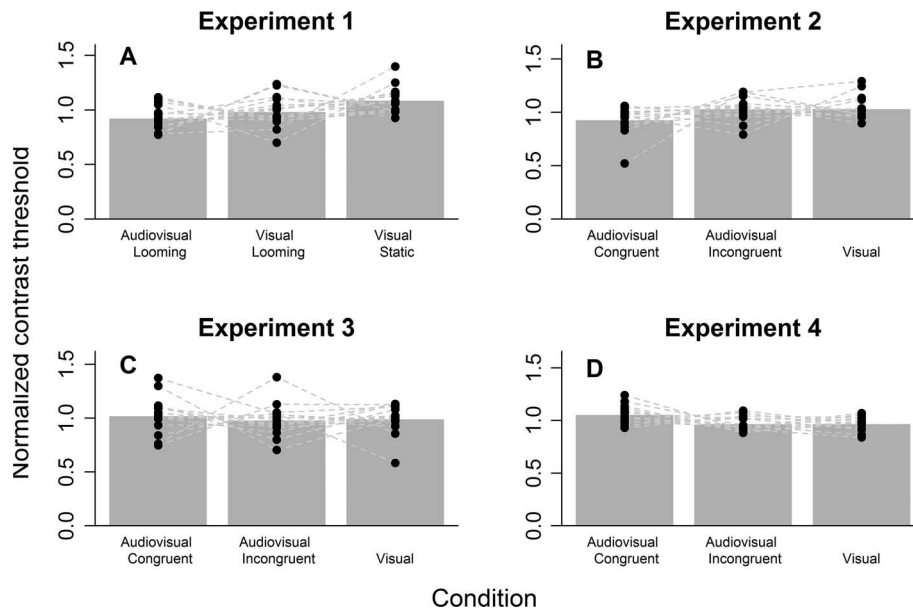 Experiment 1
Experiment 2
A
B
1.5
1.0
0.5
0.0
1.5
1.0
0.5
0.0
Audiovisual
Looming
Visual
Looming
Visual
Static
Audiovisual
Congruent
Audiovisual
Incongruent
Visual
Normalized contrast threshold
Experiment 3
Experiment 4
C
D
1.5
1.0
0.5
0.0
1.5
1.0
0.5
0.0
Audiovisual
Congruent
Audiovisual
Incongruent
Visual
Audiovisual
Congruent
Audiovisual
Incongruent
Visual
Condition